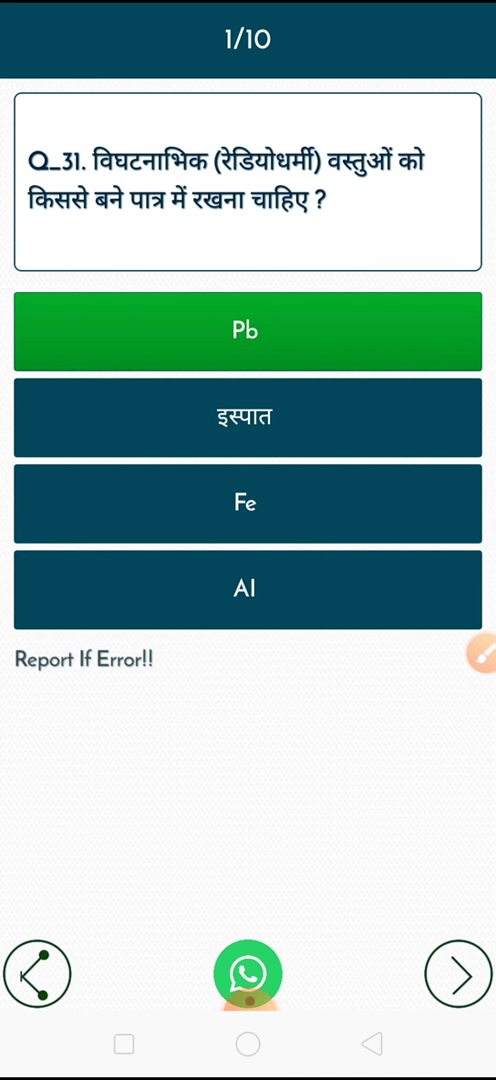 1/10
Q_31. विघटनाभिक (रेडियोधर्मी) वस्तुओं को
किससे बने पात्र में रखना चाहिए ?
Pb
इस्पात
Fe
Al
Report If Error!!